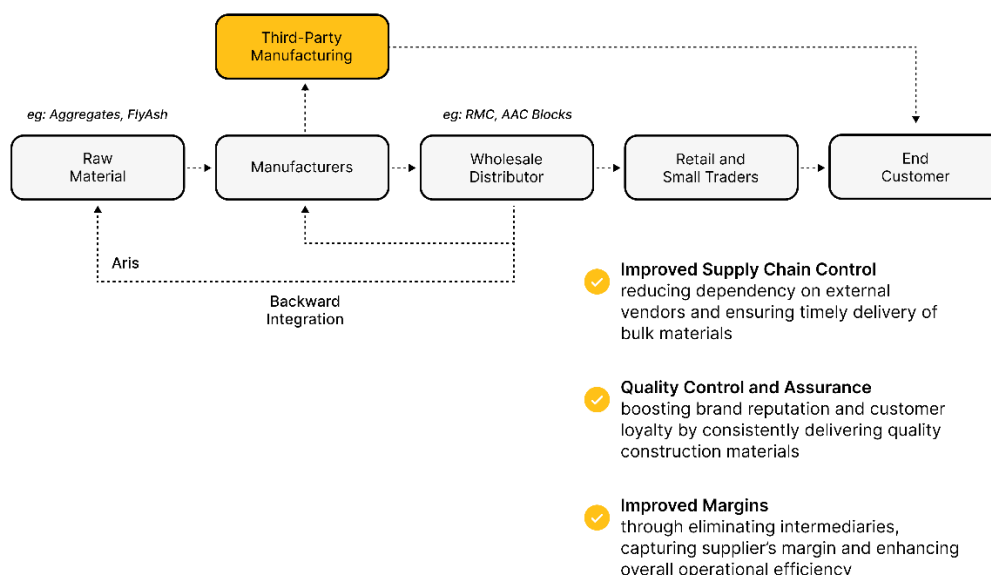 Third-Party
Manufacturing
eg: Aggregates, FlyAsh
eg: RMC, AAC Blocks
Raw
Material
Manufacturers
Wholesale
Distributor
Retail and
Small Traders
End
Customer
Aris
Backward
Integration
Improved Supply Chain Control
reducing dependency on external
vendors and ensuring timely delivery of
bulk materials
Quality Control and Assurance
boosting brand reputation and customer
loyalty by consistently delivering quality
construction materials
Improved Margins
through eliminating intermediaries,
capturing supplier's margin and enhancing
overall operational efficiency